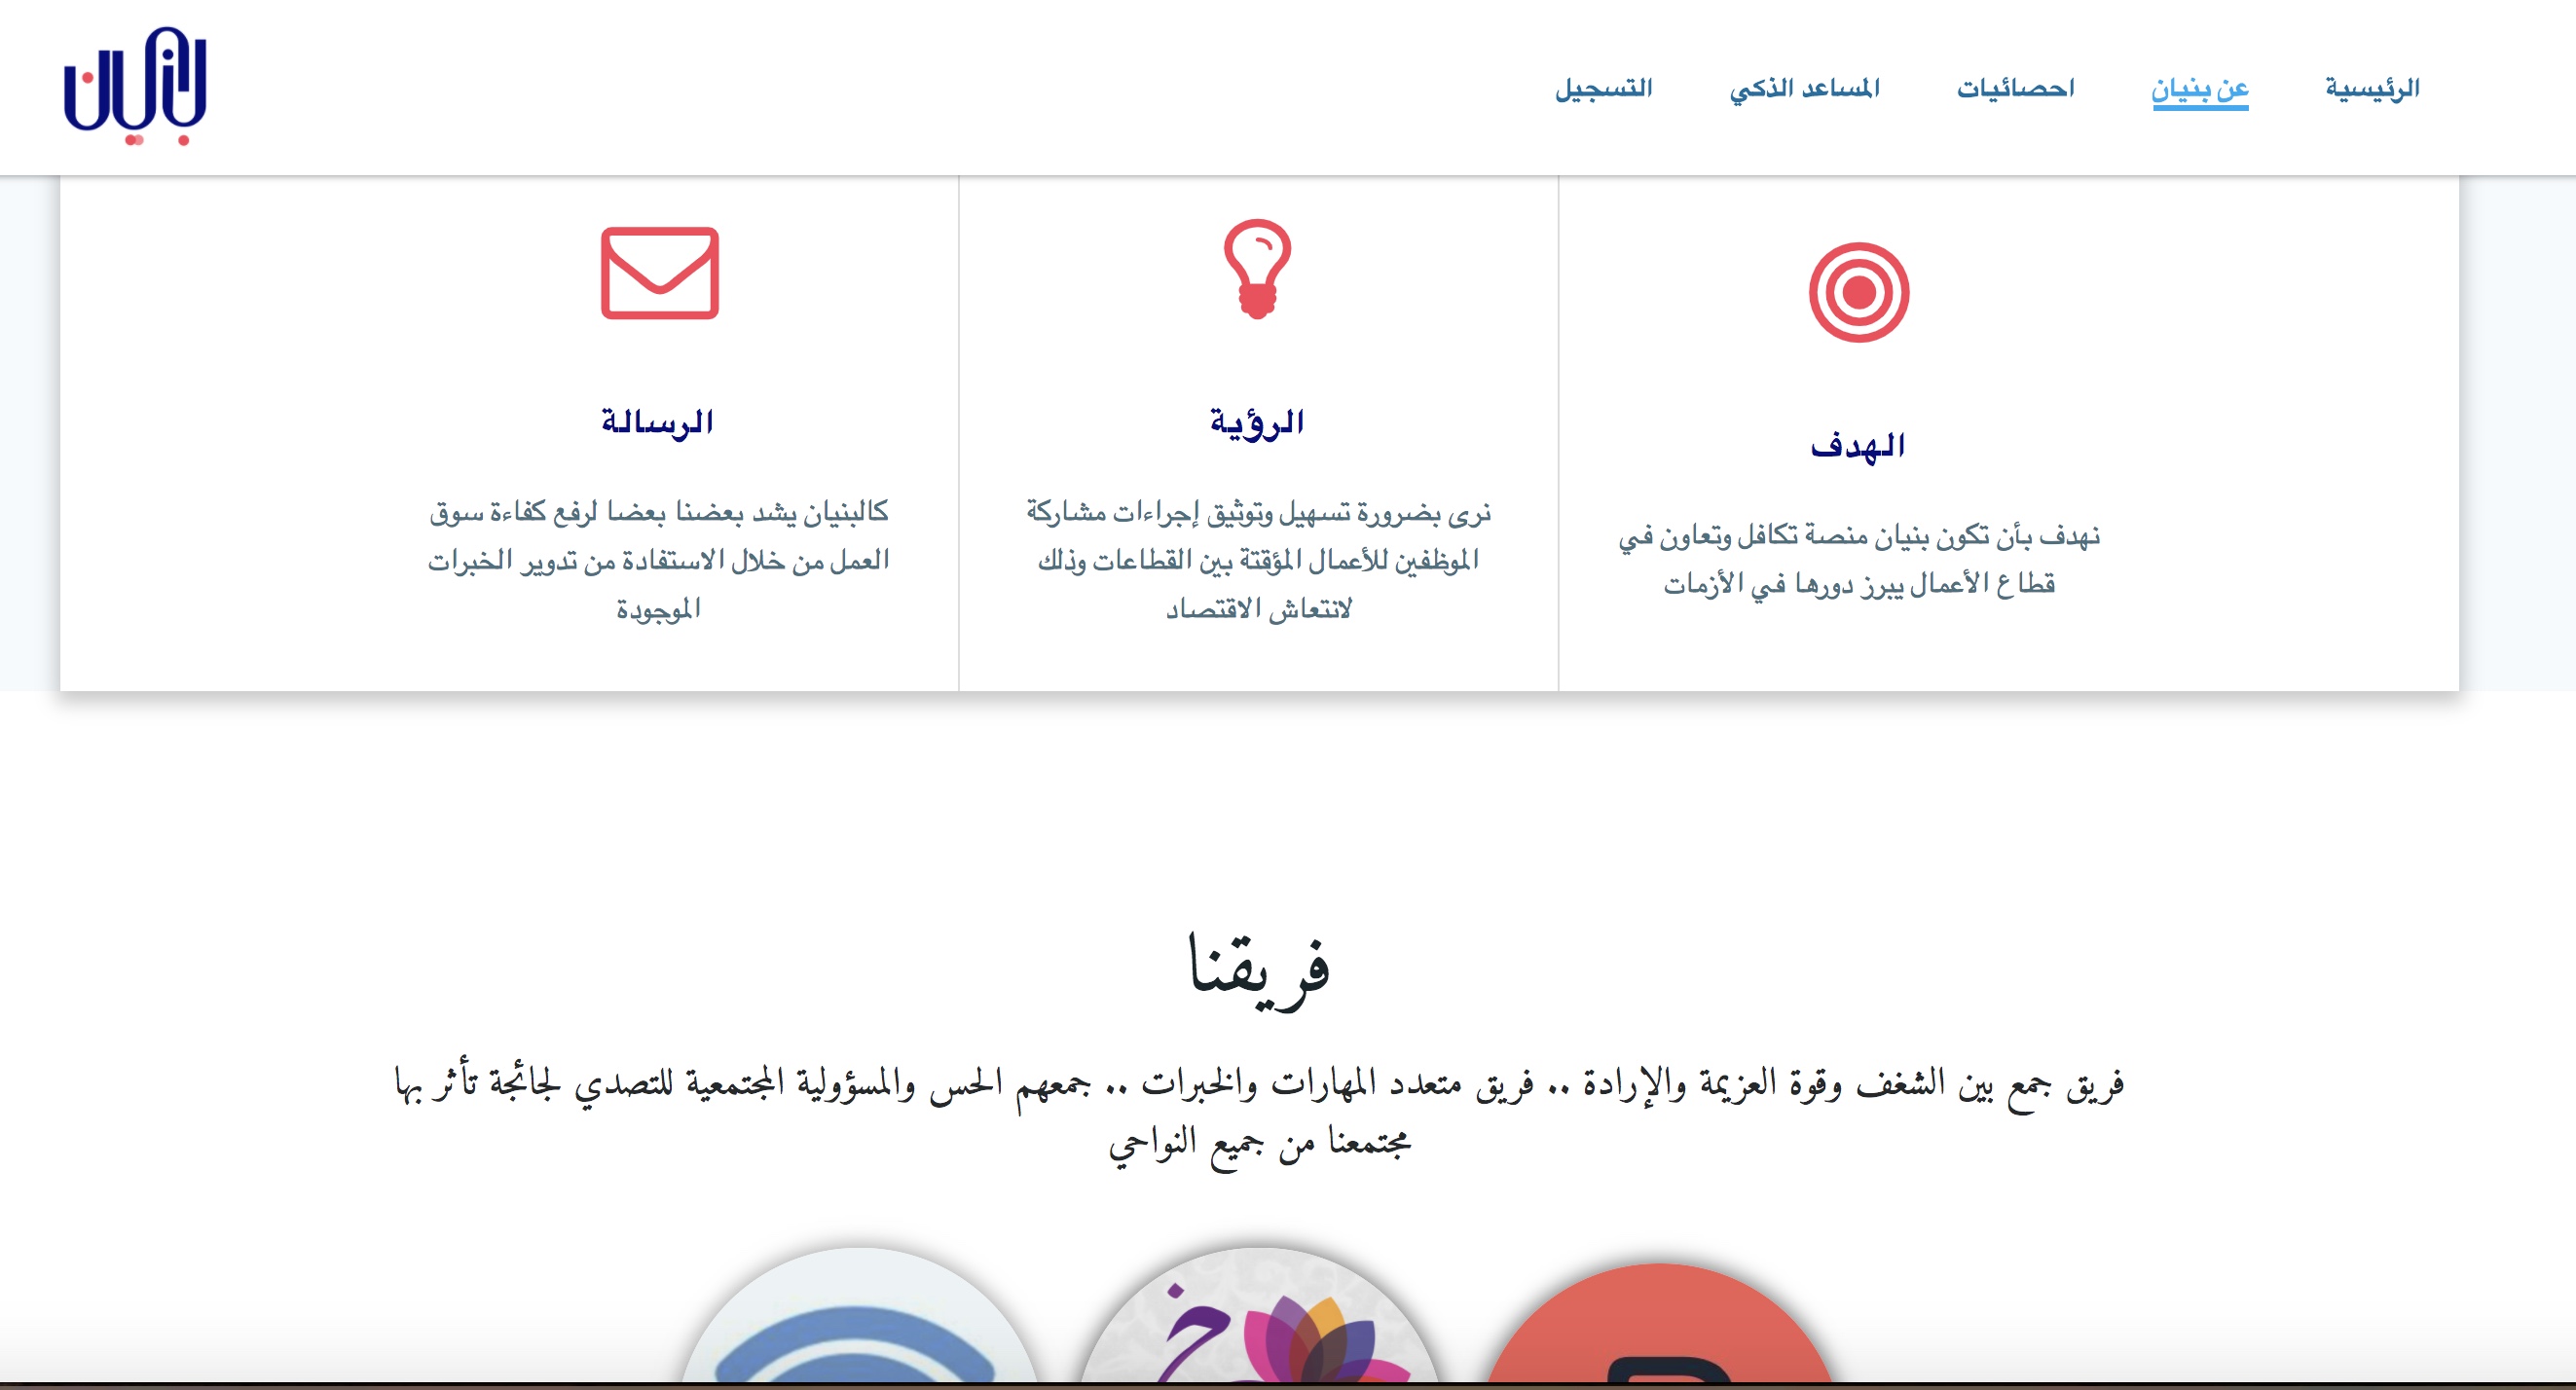 الرئيسية
عن بنيان
احصائيات
المساعد الذكي
التسجيل
بنيان
الهدف
نهدف بأن تكون بنيان منصة تكافل وتعاون في
قطاع الأعمال يبرز دورها في الأزمات
الرؤية
نرى بضرورة تسهيل وتوثيق إجراءات مشاركة
الموظفين للأعمال المؤقتة بين القطاعات وذلك
لانتعاش الاقتصاد
الرسالة
كالبنيان يشد بعضنا بعضا لرفع كفاءة سوق
العمل من خلال الاستفادة من تدوير الخبرات
الموجودة
فريقنا
فريق جمع بين الشغف وقوة العزيمة والإرادة .. فريق متعدد المهارات والخبرات .. جمعهم الحس والمسؤولية المجتمعية للتصدي لجائحة تأثر بها
مجتمعنا من جميع النواحي